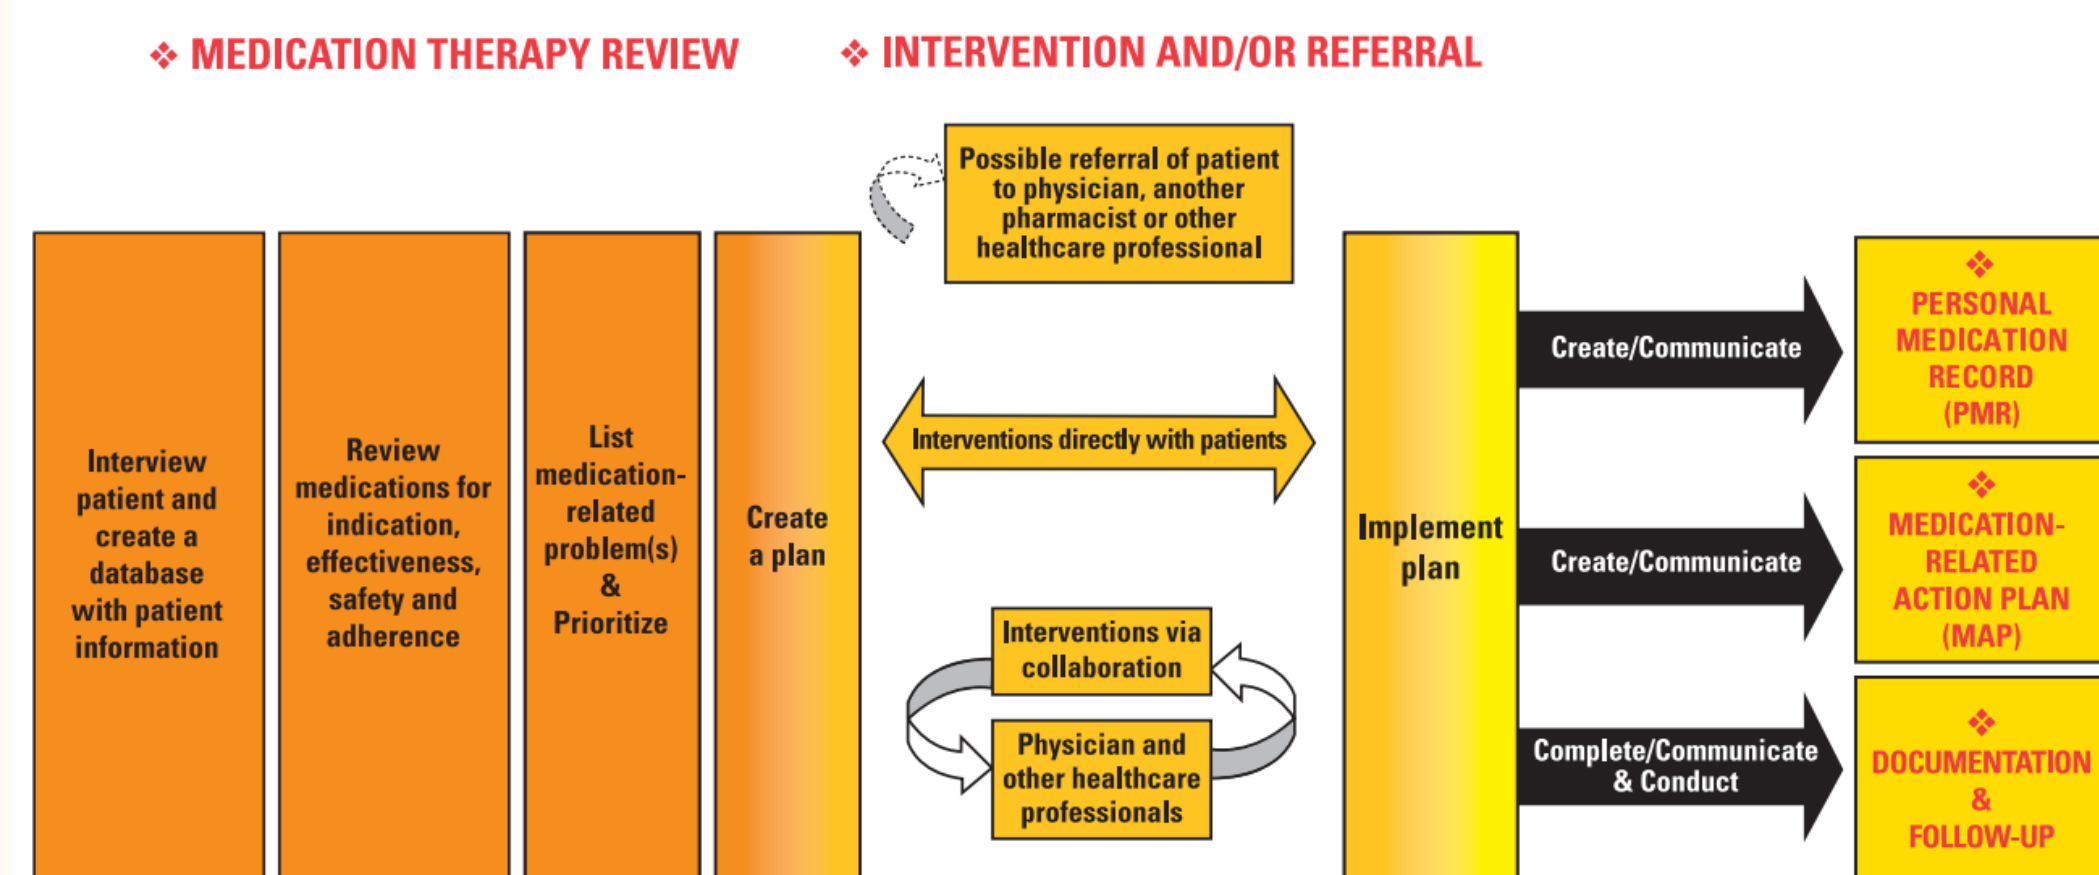 ❖ MEDICATION THERAPY REVIEW
❖ INTERVENTION AND/OR REFERRAL
Interview
patient and
create a
database
with patient
information
Review
medications for
indication,
effectiveness,
safety and
adherence
List
medication-
related
problem(s)
&
Prioritize
Create
a plan
Possible referral of patient
to physician, another
pharmacist or other
healthcare professional
Interventions directly with patients
Interventions via
collaboration
Physician and
other healthcare
professionals
Implement
plan
Create/Communicate
❖
PERSONAL
MEDICATION
RECORD
(PMR)
Create/Communicate
❖
MEDICATION-
RELATED
ACTION PLAN
(MAP)
Complete/Communicate
& Conduct
❖
DOCUMENTATION
&
FOLLOW-UP